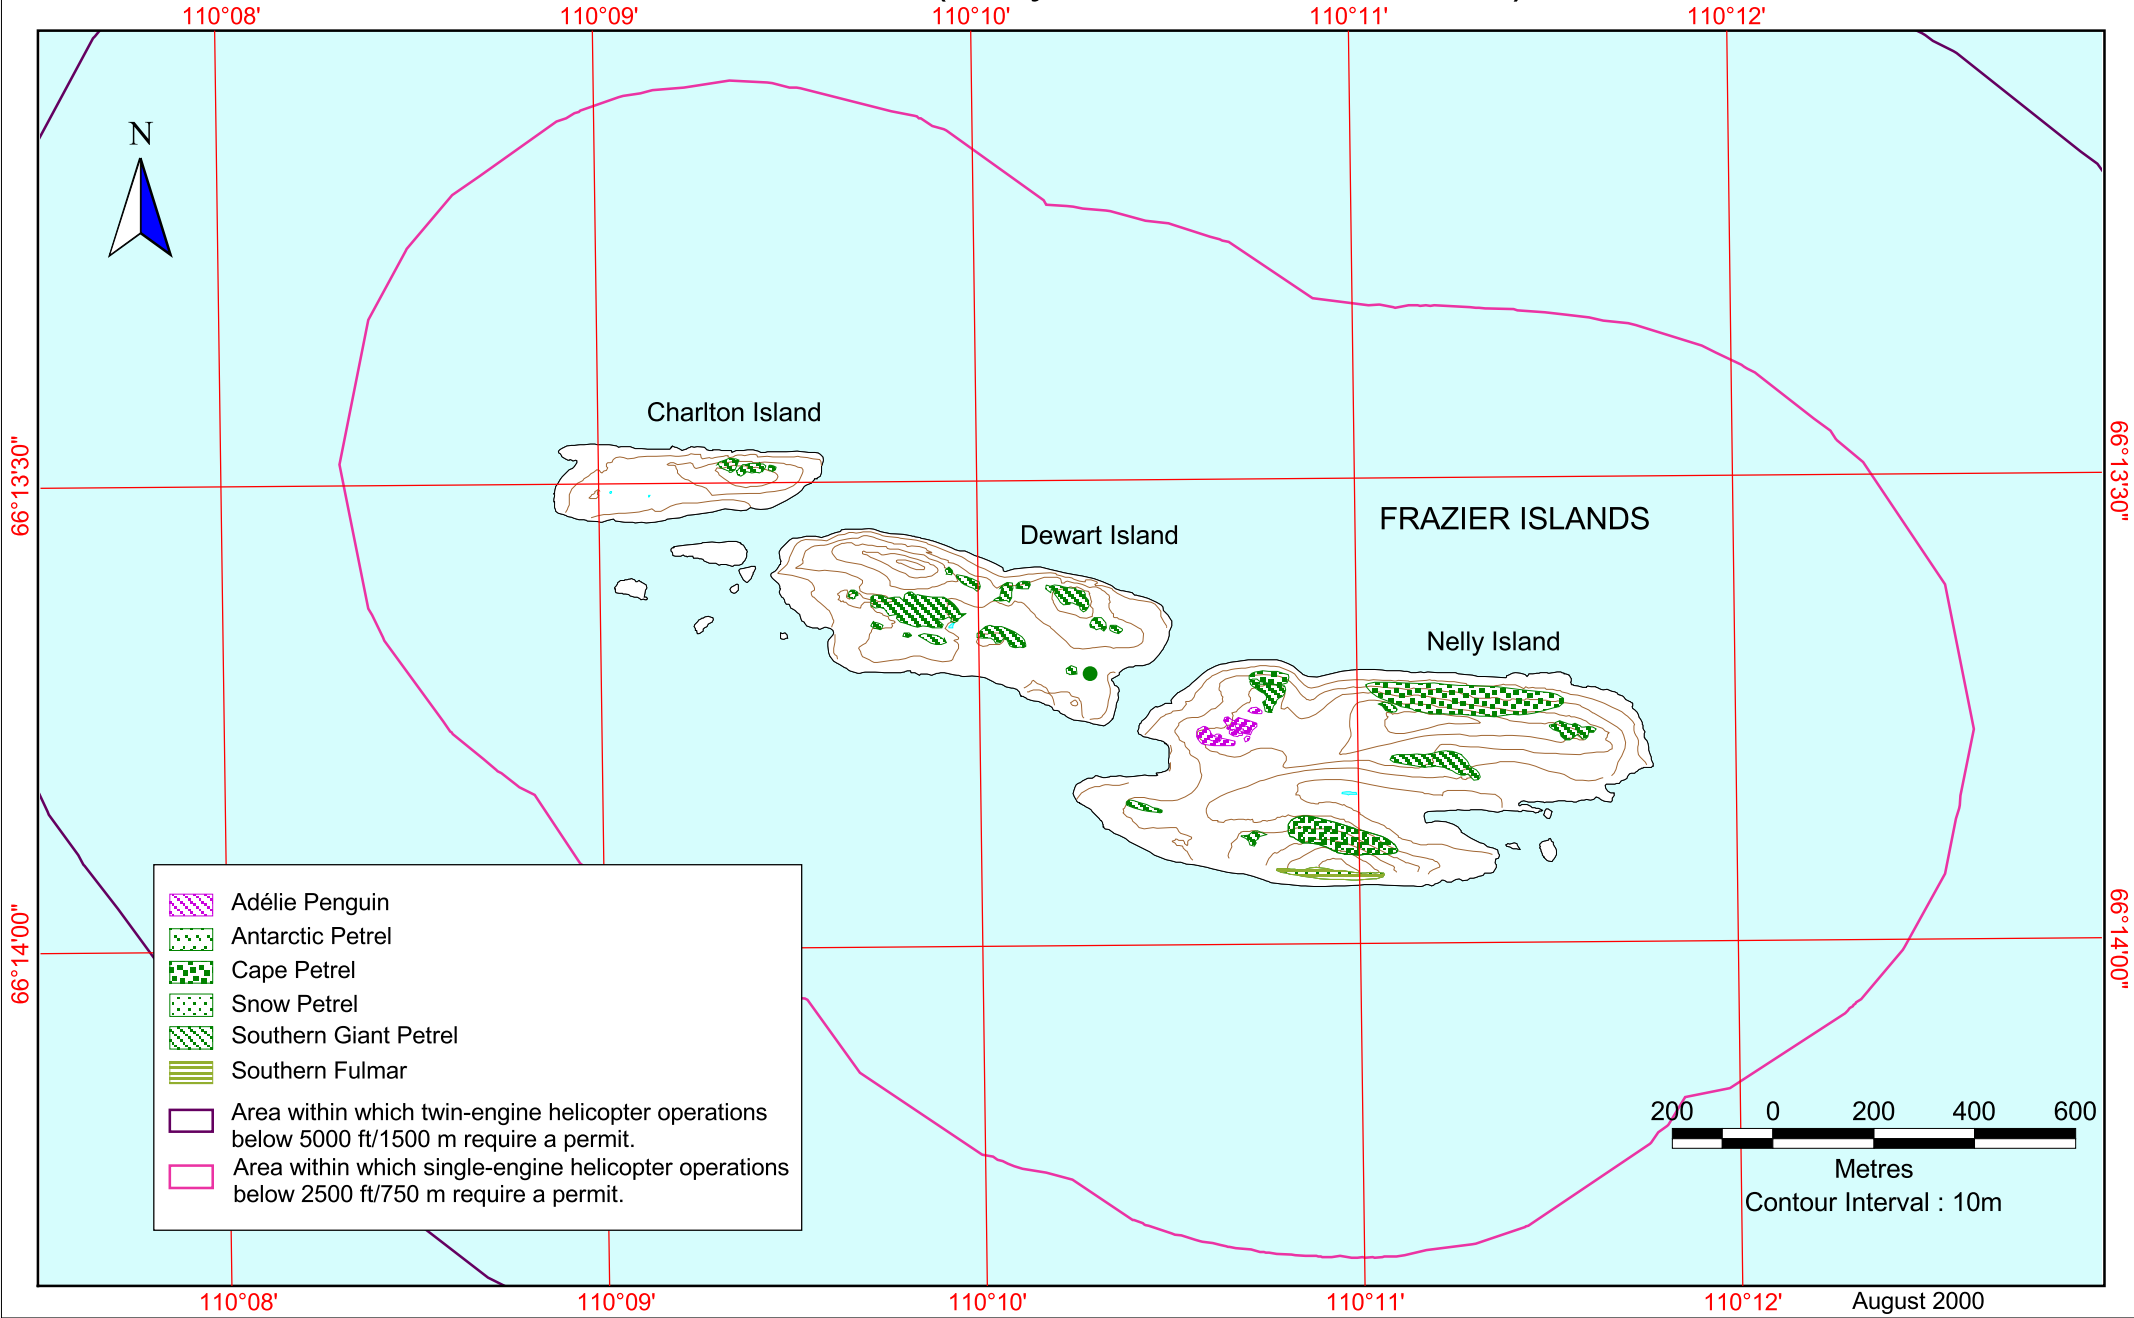 110°08' 110°09' 110°10' 110°11' 110°12'
N
Charlton Island
66°13'30" 66°13'30"
FRAZIER ISLANDS
Dewart Island
Nelly Island
66°14'00" 66°14'00"
Adélie Penguin
Antarctic Petrel
Cape Petrel
Snow Petrel
Southern Giant Petrel
Southern Fulmar
Area within which twin-engine helicopter operations
below 5000 ft/1500 m require a permit.
Area within which single-engine helicopter operations
below 2500 ft/750 m require a permit.
200 0 200 400 600
Metres
Contour Interval : 10m
110°08' 110°09' 110°10' 110°11' 110°12'
August 2000